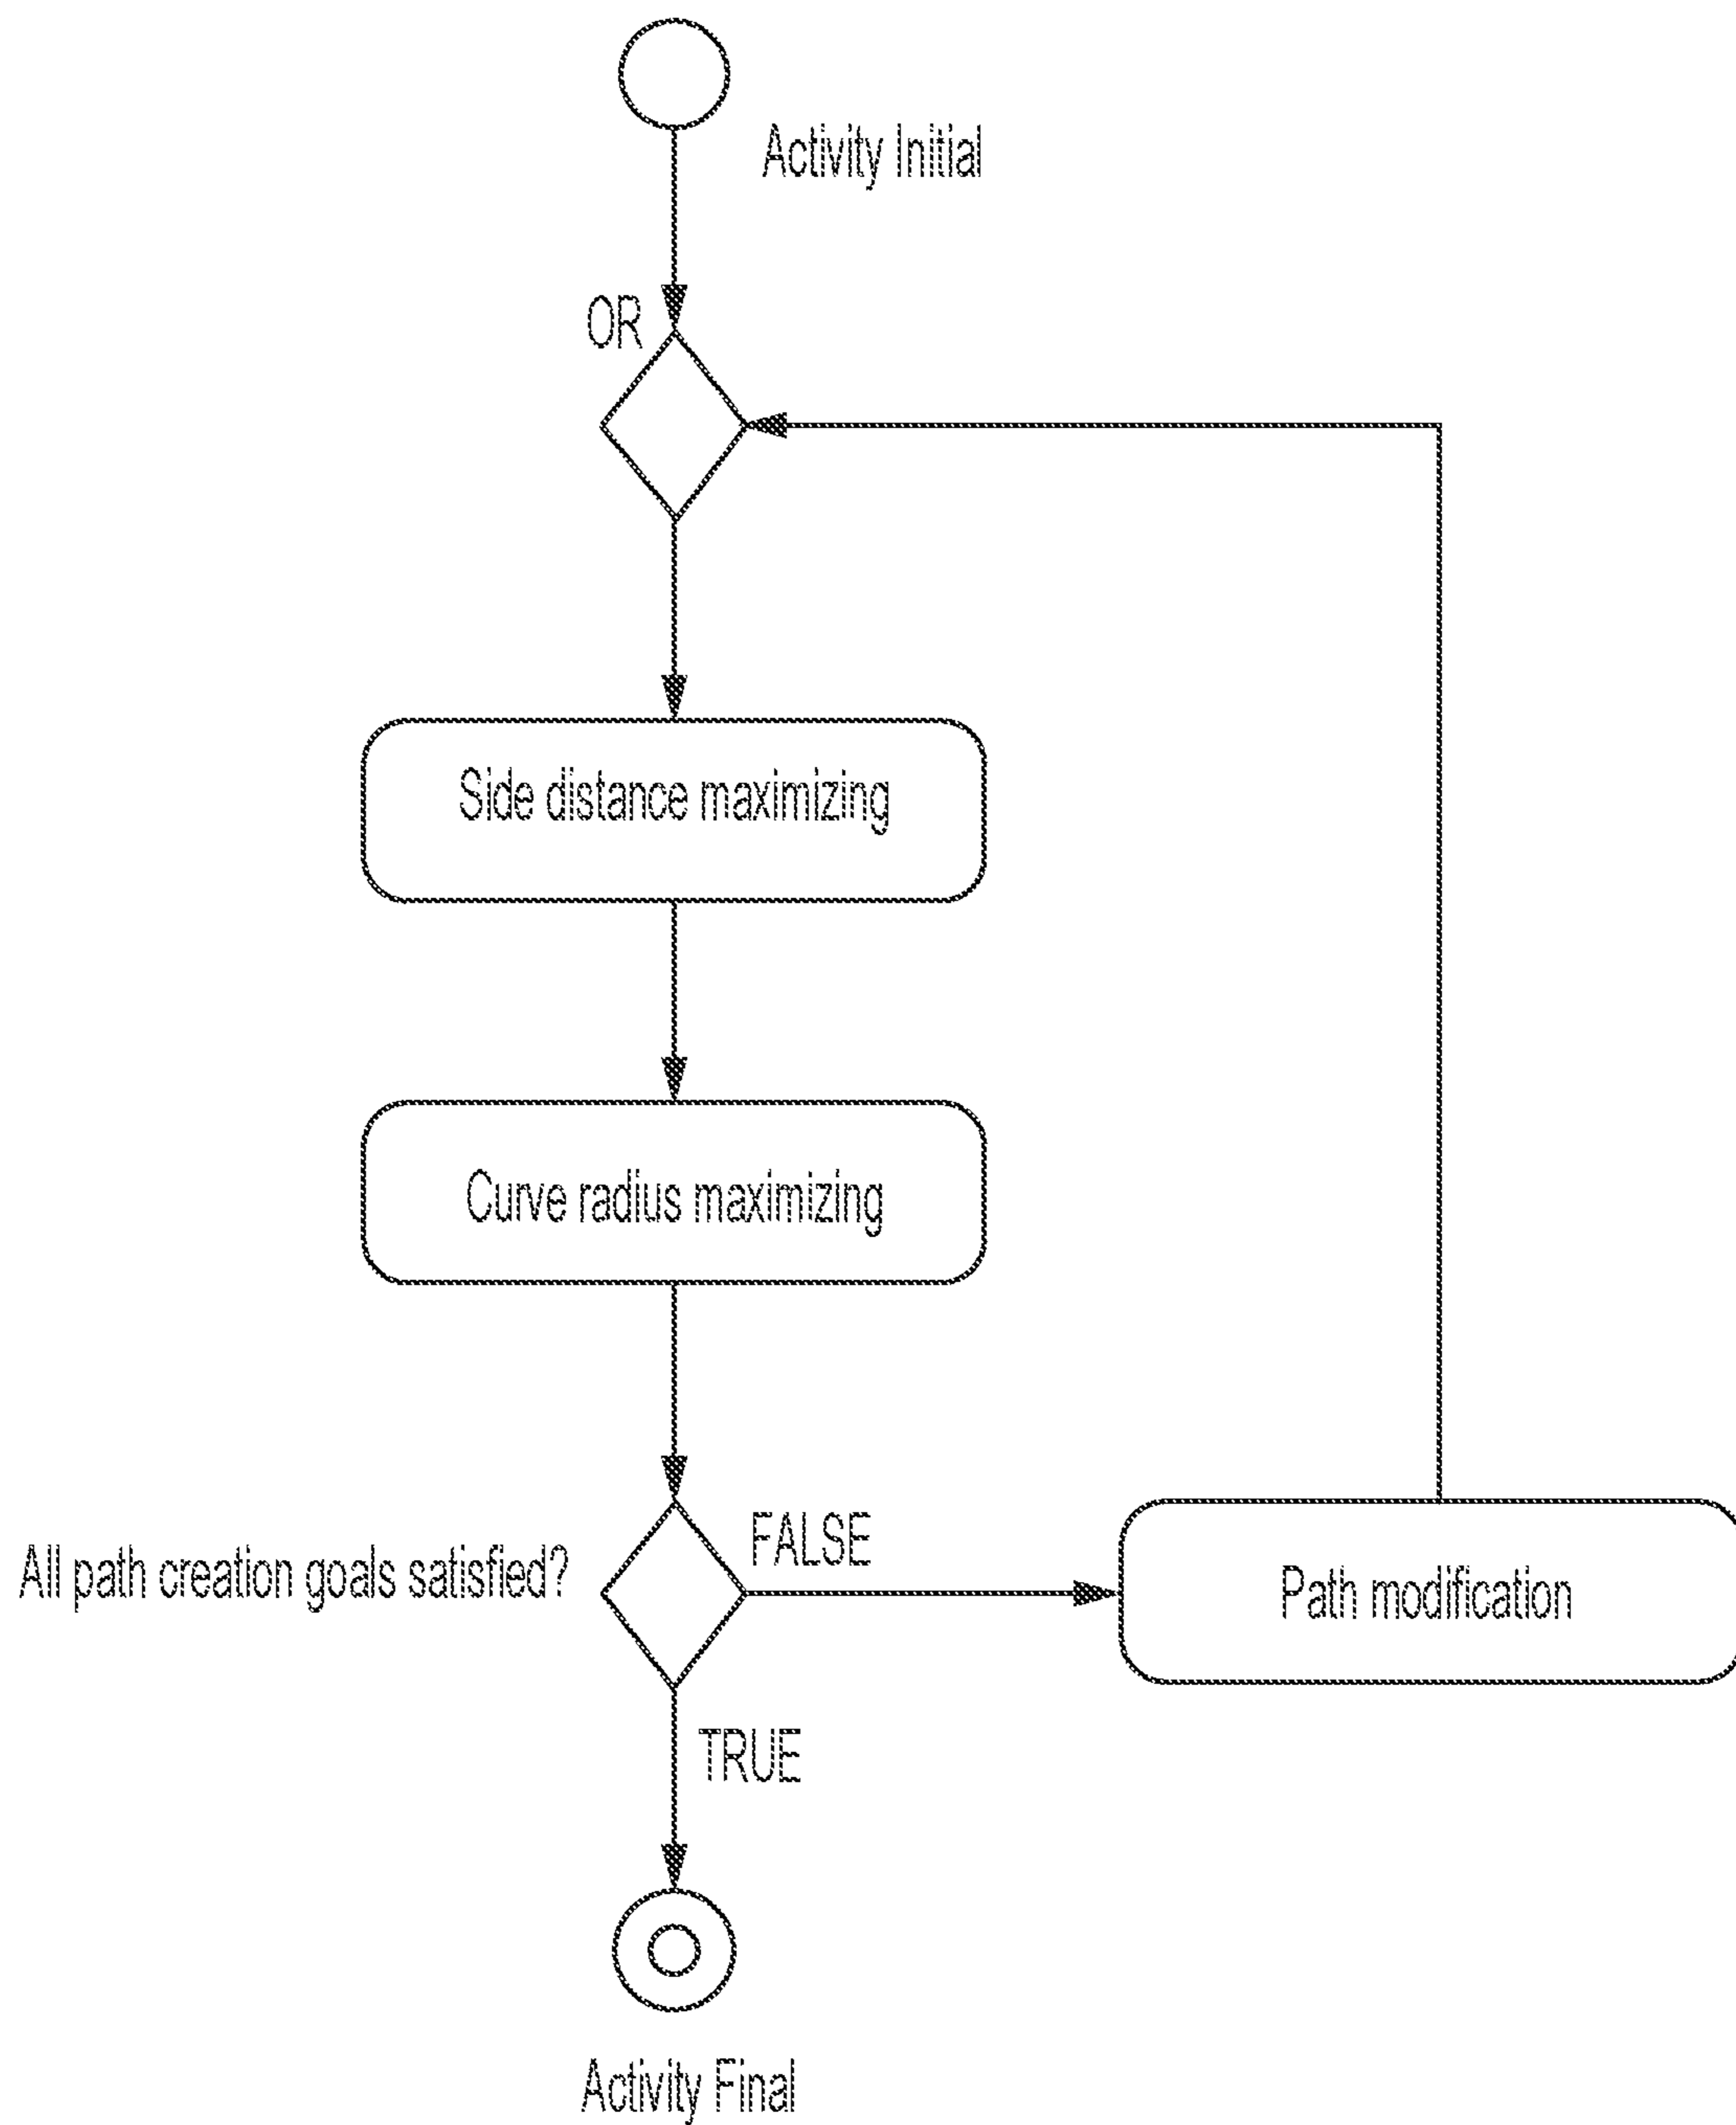 Activity Initial
OR
Side distance maximizing
Curve radius maximizing
All path creation goals satisfied?
FALSE
Path modification
TRUE
Activity Final